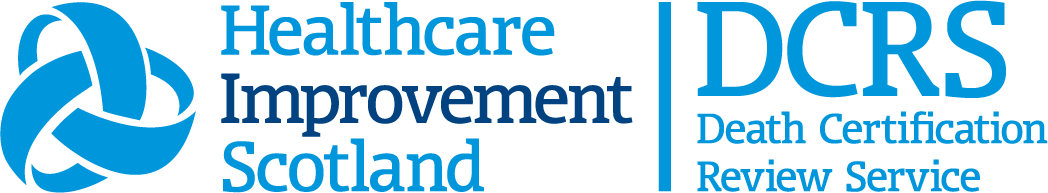 Healthcare
Improvement
Scotland
DCRS
Death Certification
Review Service